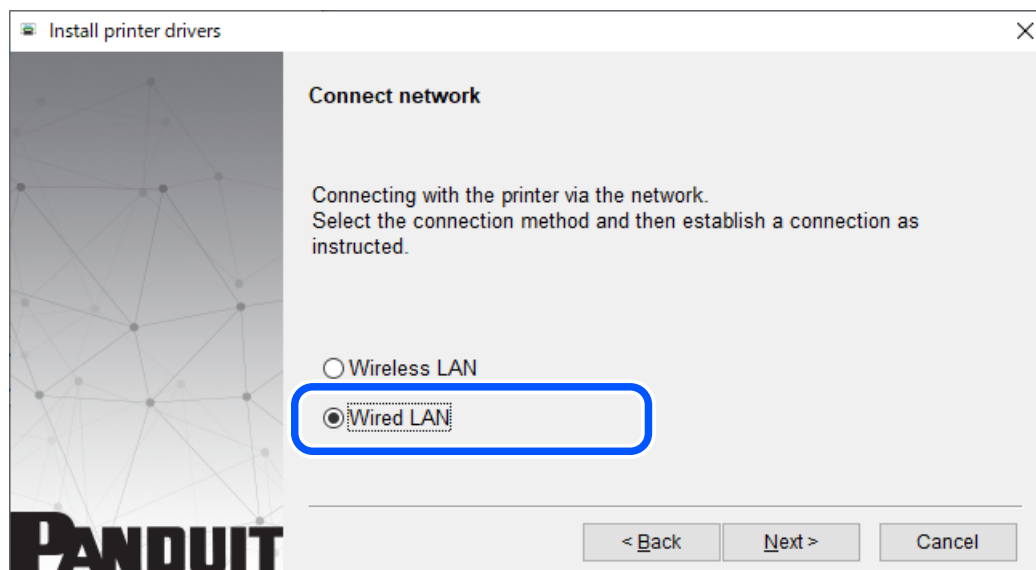 Install printer drivers
Connect network
Connecting with the printer via the network.
Select the connection method and then establish a connection as
instructed.
Wireless LAN
Wired LAN
PANDUIT
< Back
Next >
Cancel